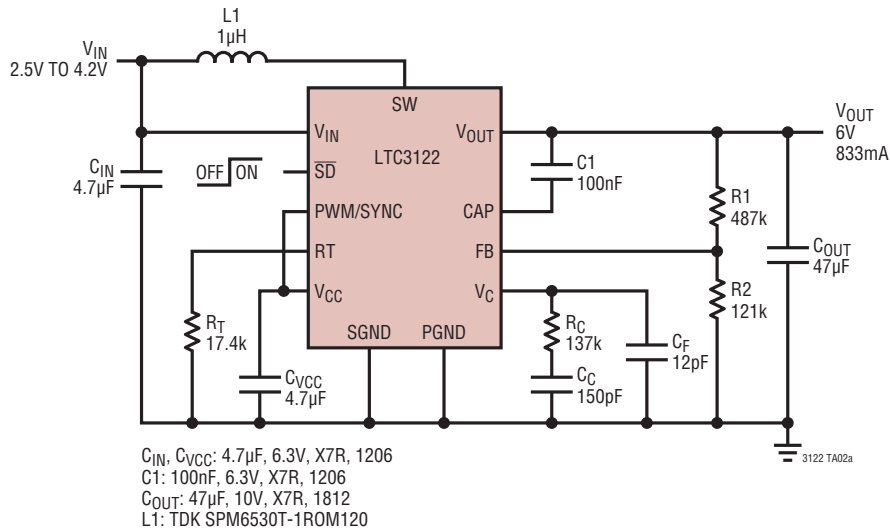 L1
1µH
VIN
2.5V TO 4.2V
SW
VIN
VOUT
LTC3122
VOUT
6V
833mA
CIN
4.7µF
OFF ON
SD
C1
100nF
PWM/SYNC
CAP
R1
487k
RT
FB
COUT
47µF
VCC
VC
R2
121k
RT
17.4k
SGND
PGND
RC
137k
CF
12pF
CVCC
4.7µF
CC
150pF
3122 TA02a
CIN, CVCC: 4.7µF, 6.3V, X7R, 1206
C1: 100nF, 6.3V, X7R, 1206
COUT: 47µF, 10V, X7R, 1812
L1: TDK SPM6530T-1ROM120